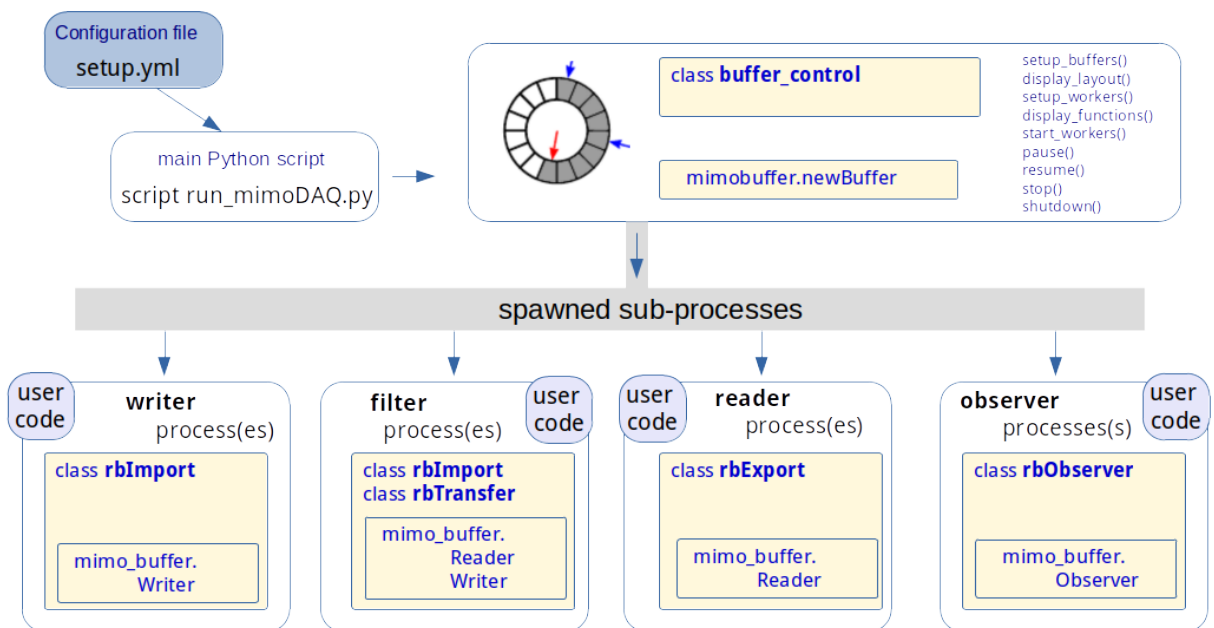 Configuration file
setup.yml
main Python script
script run_mimoDAQ.py
class buffer_control
mimobuffer.newBuffer
setup_buffers()
display_layout()
setup_workers()
display_functions()
start_workers()
pause()
resume()
stop()
shutdown()
spawned sub-processes
user
code
writer
process(es)
class rbImport
mimo_buffer.
Writer
filter
process(es)
user
code
class rbImport
class rbTransfer
mimo_buffer.
Reader
Writer
user
code
reader
process(es)
class rbExport
mimo_buffer.
Reader
observer
processes(s)
user
code
class rbObserver
mimo_buffer.
Observer